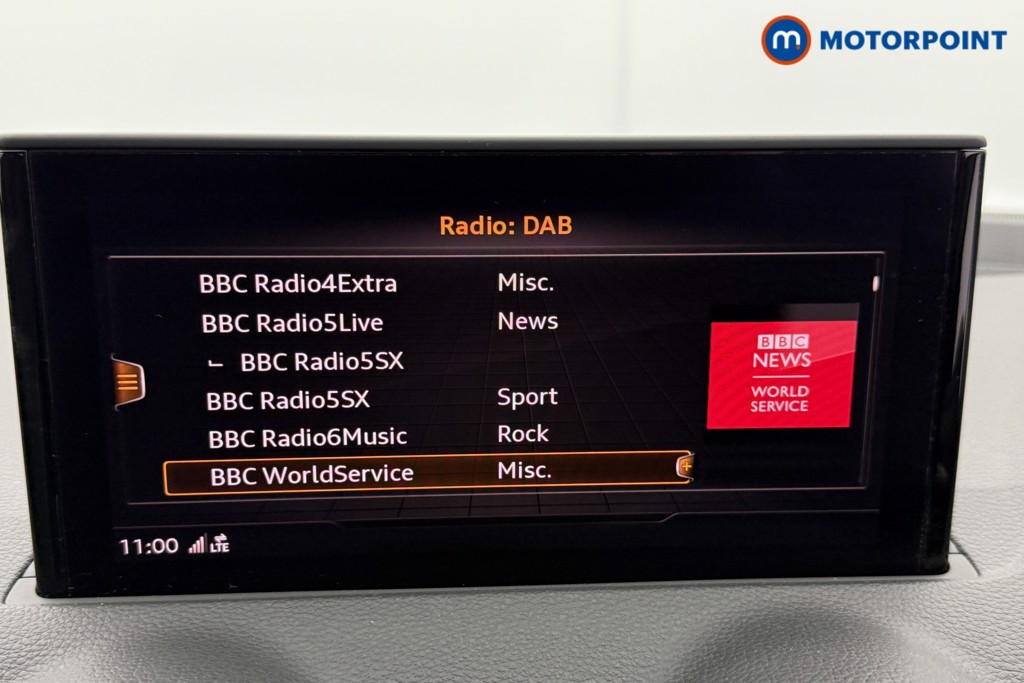 m MOTORPOINT
Radio: DAB
BBC Radio4Extra Misc.
BBC Radio5Live News
BBC Radio5SX
BBC Radio5SX Sport
BBC Radio6Music Rock
BBC WorldService Misc.
BBC
NEWS
WORLD
SERVICE
11:00 LTE